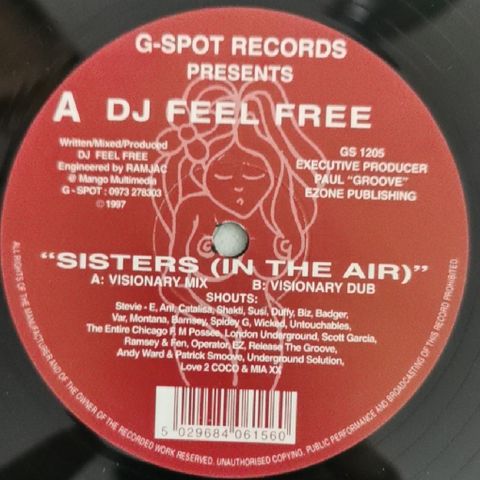 G-SPOT RECORDS
PRESENTS
A DJ FEEL FREE
Written/Mixed/Produced
DJ FEEL FREE
Engineered by RAMJAC
@ Mango Multimedia
G - SPOT : 0973 278303
©1997
GS 1205
EXECUTIVE PRODUCER
PAUL "GROOVE"
EZONE PUBLISHING
"SISTERS (IN THE AIR)"
A: VISIONARY MIX B: VISIONARY DUB
SHOUTS:
Stevie - E, Ant, Catalisa, Shakti, Susi, Duffy, Biz, Badger,
Var, Montana, Barnsey, Spidey G, Wicked, Untouchables,
The Entire Chicago F, M Possee, London Underground, Scott Garcia,
Ramsey & Fen, Operator, EZ, Release The Groove,
Andy Ward & Patrick Smoove, Underground Solution,
Love 2 COCO & MIA XX
5 029684 061560
ALL RIGHTS OF THE MANUFACTURER AND OF THE OWNER OF THE RECORDED WORK RESERVED. UNAUTHORISED COPYING. PUBLIC PERFORMANCE AND BROADCASTING OF THIS RECORD PROHIBITED.